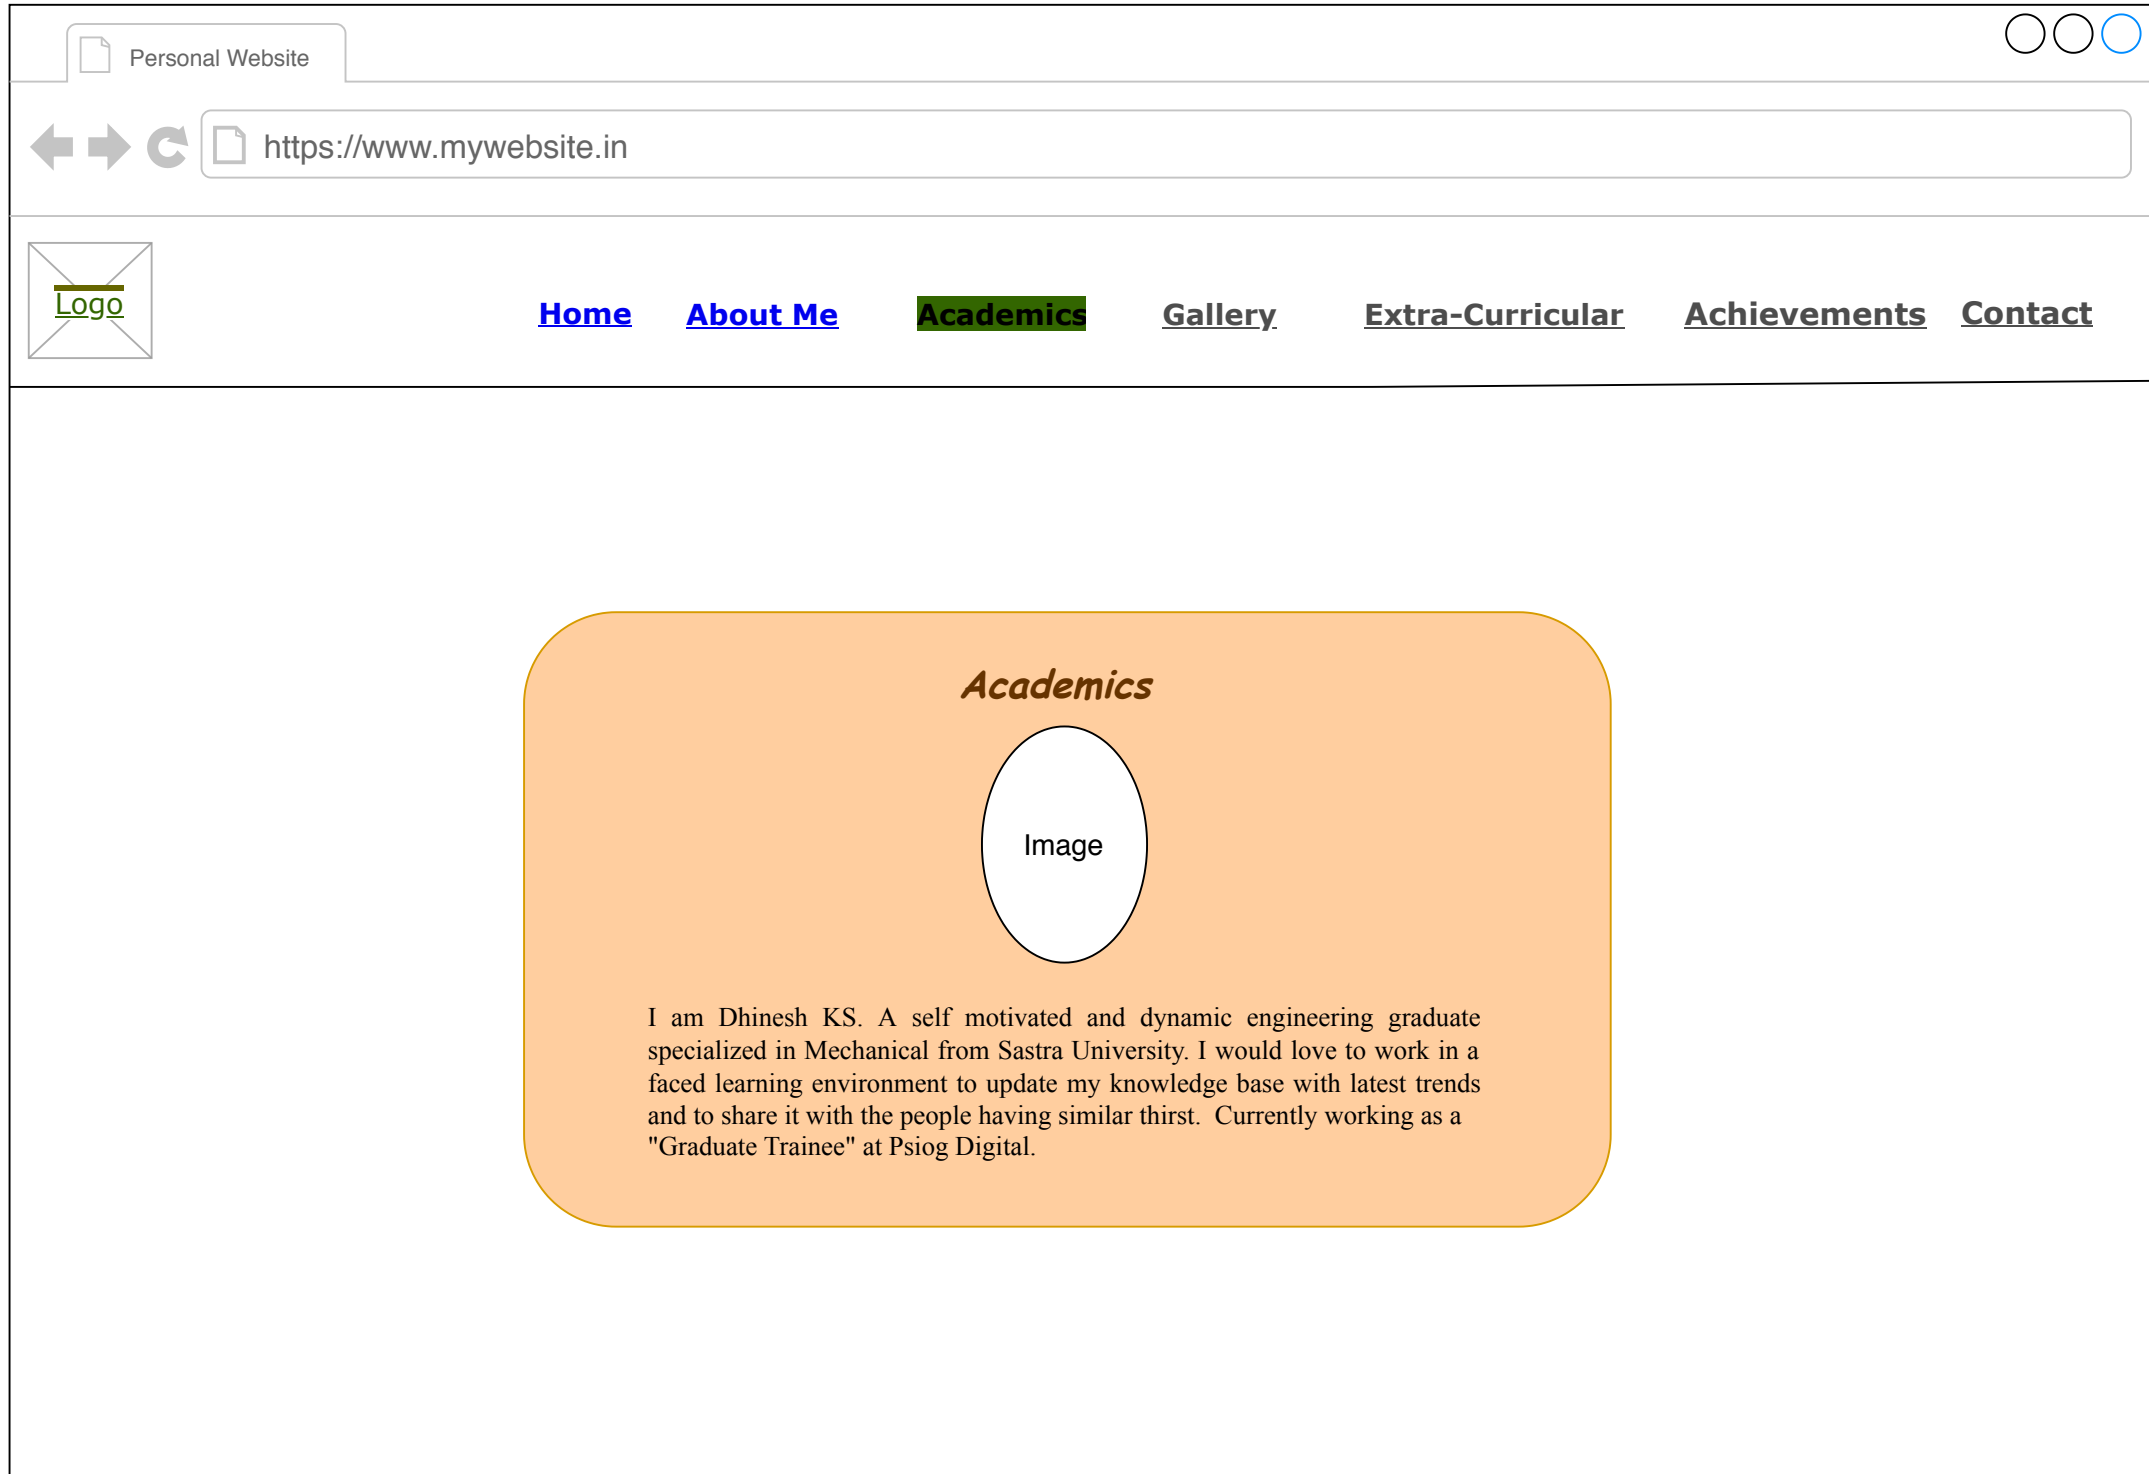 Personal Website
https://www.mywebsite.in
Logo
Home About Me Academics Gallery Extra-Curricular Achievements Contact
Academics
Image
I am Dhinesh KS. A self motivated and dynamic engineering graduate
specialized in Mechanical from Sastra University. I would love to work in a
faced learning environment to update my knowledge base with latest trends
and to share it with the people having similar thirst.  Currently working as a
"Graduate Trainee" at Psiog Digital.